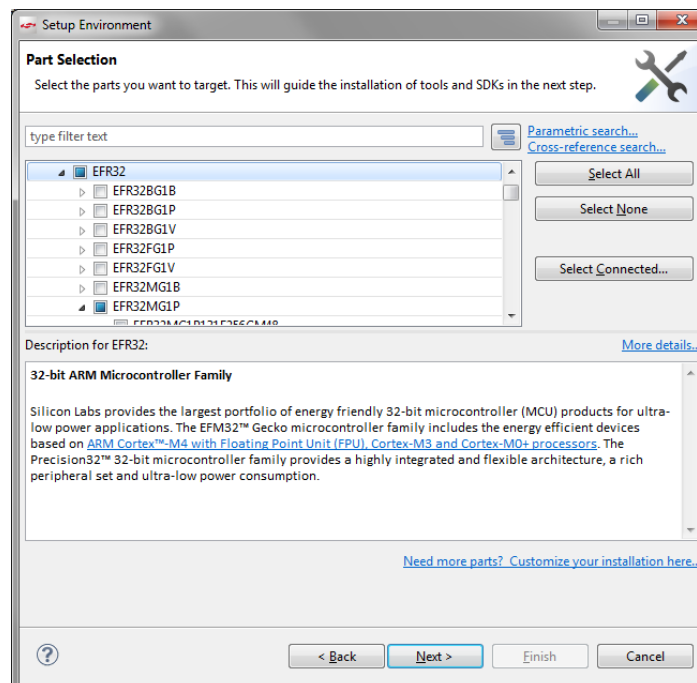 Setup Environment
Part Selection
Select the parts you want to target. This will guide the installation of tools and SDKs in the next step.
type filter text
Parametric search...
Cross-reference search...
EFR32
EFR32BG1B
EFR32BG1P
EFR32BG1V
EFR32FG1P
EFR32FG1V
EFR32MG1B
EFR32MG1P
EFR32MG1P131F256GM48
Select All
Select None
Select Connected...
Description for EFR32:
More details..
32-bit ARM Microcontroller Family
Silicon Labs provides the largest portfolio of energy friendly 32-bit microcontroller (MCU) products for ultra-
low power applications. The EFM32™ Gecko microcontroller family includes the energy efficient devices
based on ARM Cortex™-M4 with Floating Point Unit (FPU), Cortex-M3 and Cortex-M0+ processors. The
Precision32™ 32-bit microcontroller family provides a highly integrated and flexible architecture, a rich
peripheral set and ultra-low power consumption.
Need more parts? Customize your installation here..
?
< Back
Next >
Finish
Cancel